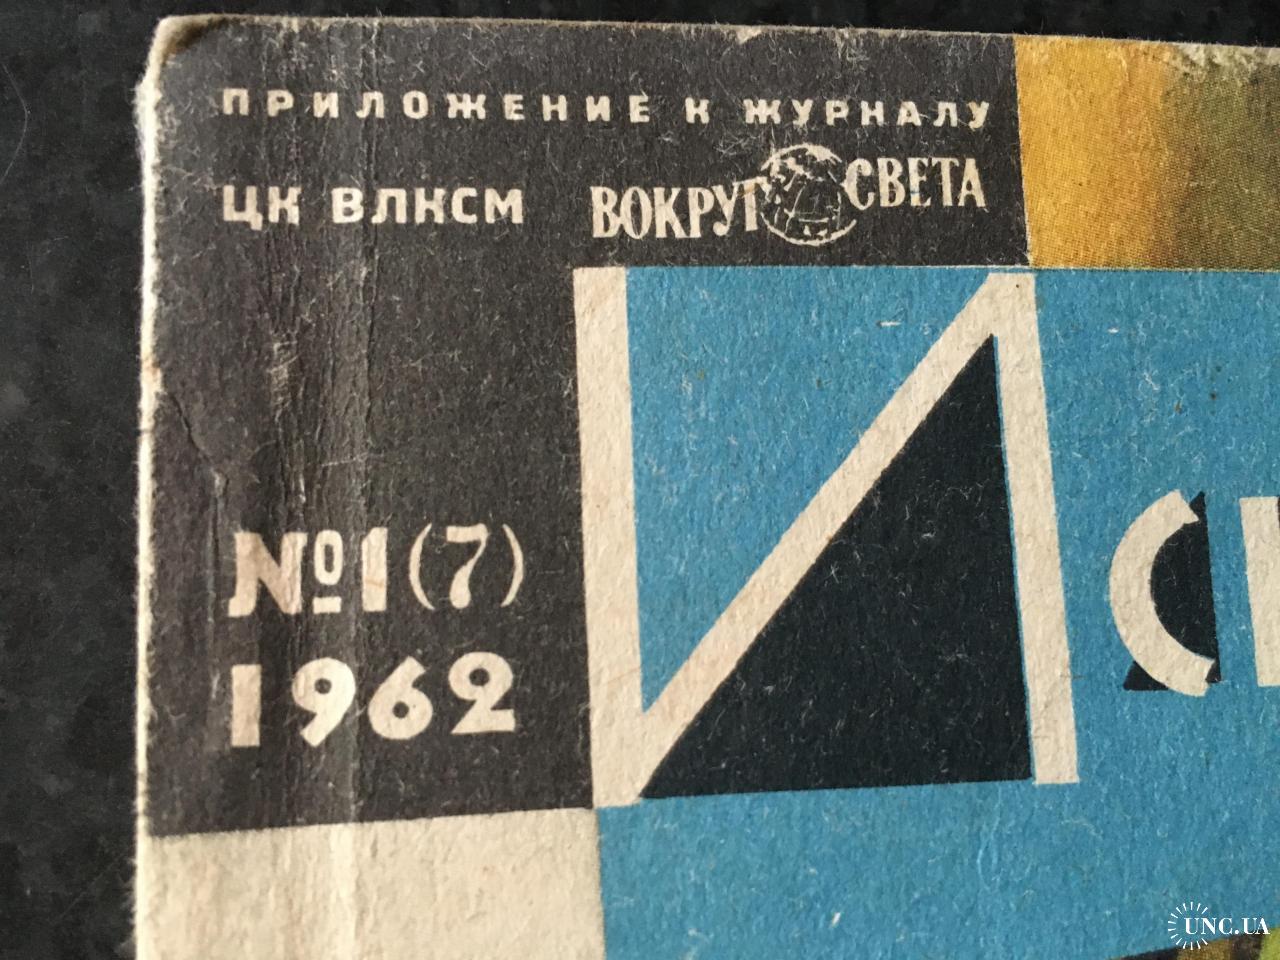 ПРИЛОЖЕНИЕ К ЖУРНАЛУ
ЦК ВЛКСМ ВОКРУГ СВЕТА
№1(7)
1962
UNC.UA